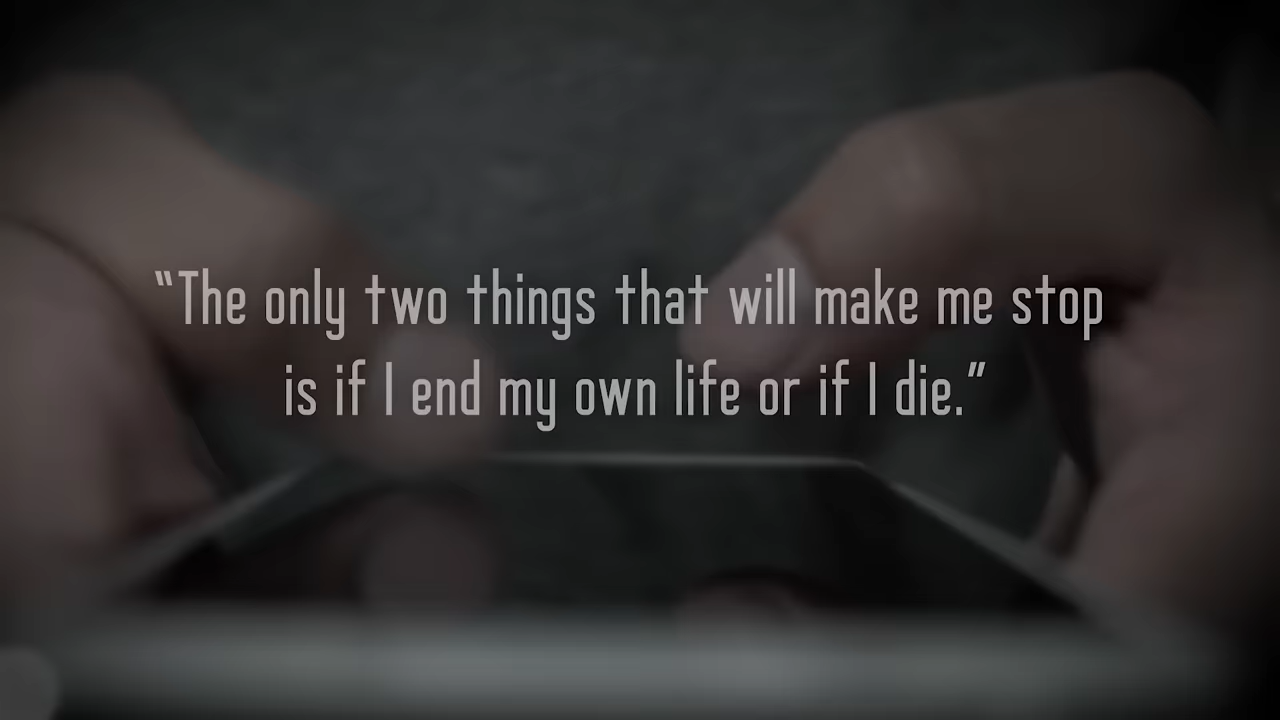 “The only two things that will make me stop
is if I end my own life or if I die.”